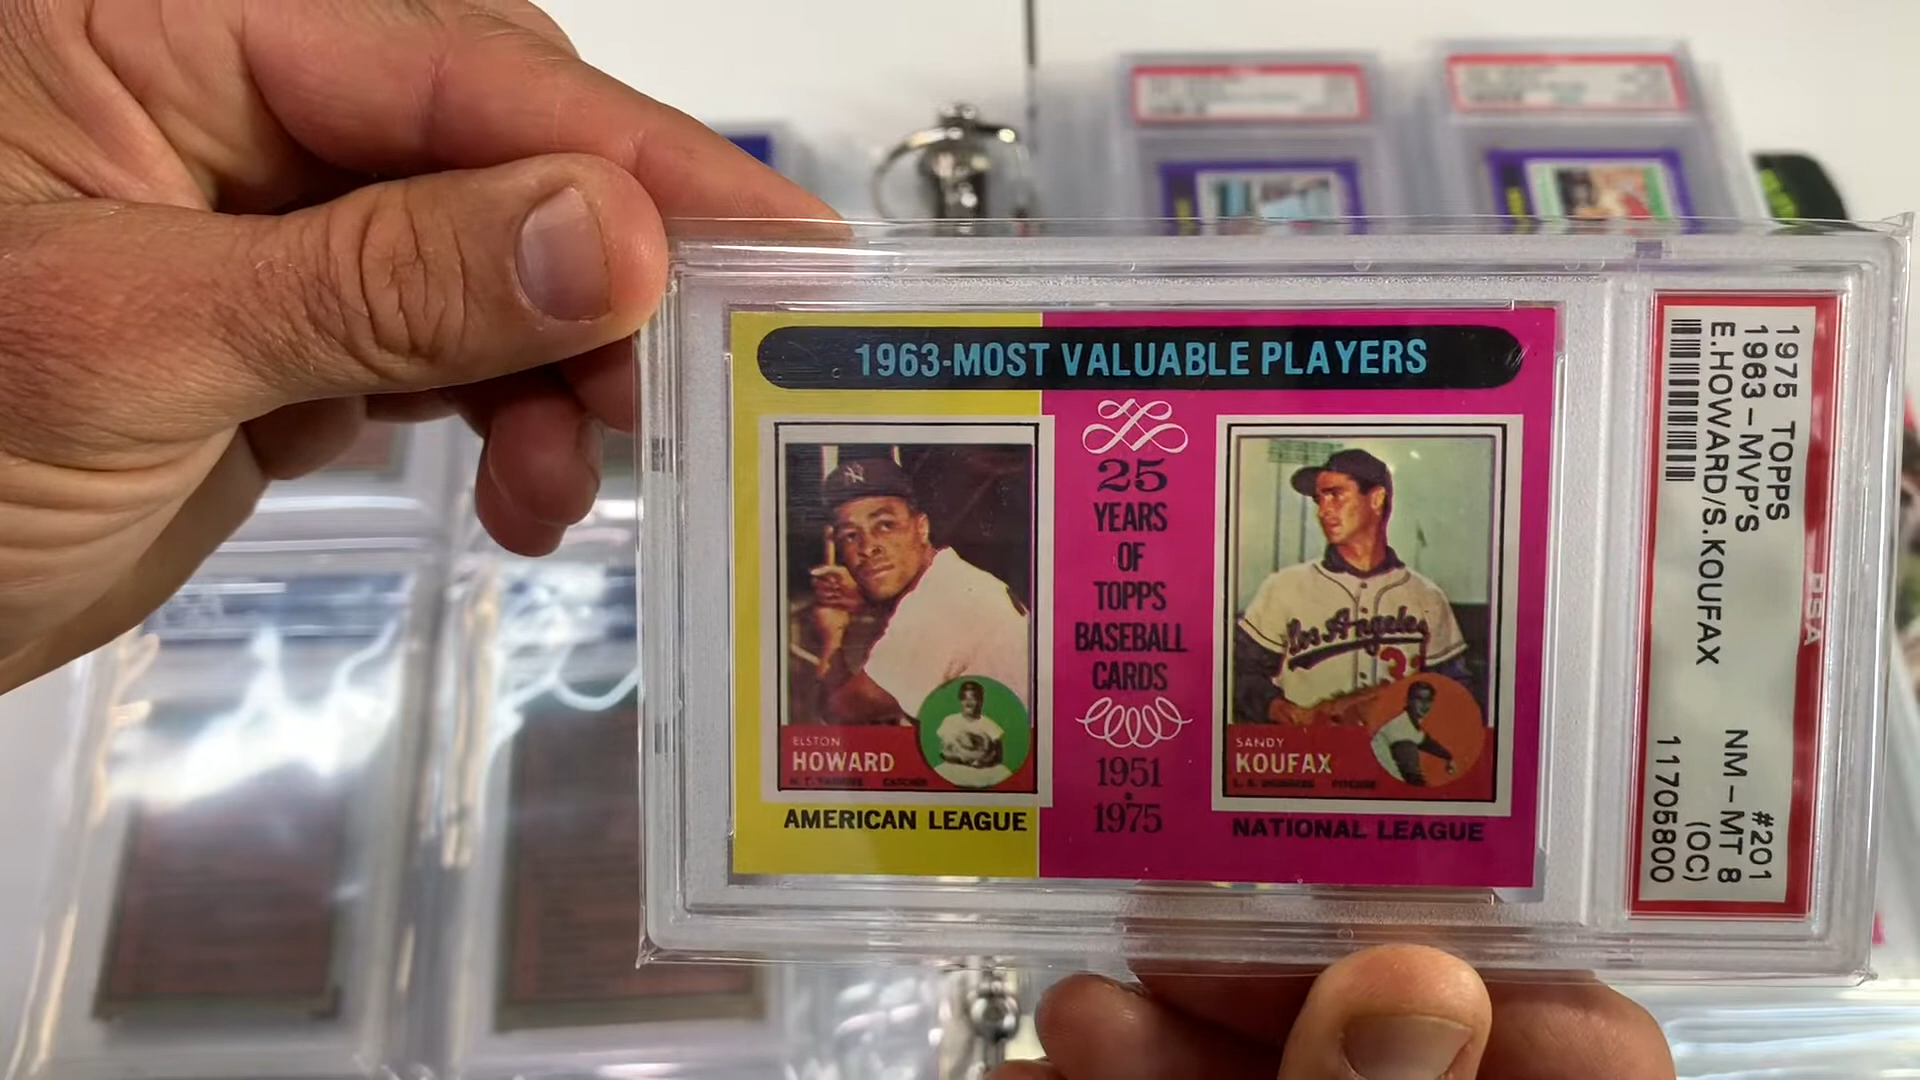 1963-MOST VALUABLE PLAYERS
25
YEARS
OF
TOPPS
BASEBALL
CARDS
1951
1975
NY
ELSTON
HOWARD
CATCHER
AMERICAN LEAGUE
Los Angeles
SANDY
KOUFAX
PITCHER
NATIONAL LEAGUE
1975 TOPPS #201
1963-MVP'S NM-MT 8
E.HOWARD/S.KOUFAX (OC)
11705800
PSA